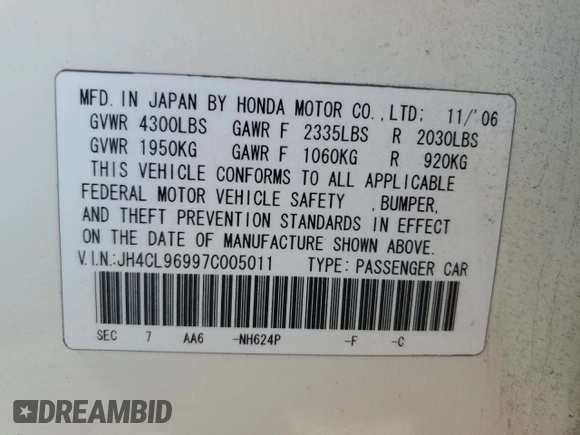 MFD. IN JAPAN BY HONDA MOTOR CO. ,LTD; 11/'06
GVWR 4300LBS GAWR F 2335LBS R 2030LBS
GVWR 1950KG GAWR F 1060KG R 920KG
THIS VEHICLE CONFORMS TO ALL APPLICABLE
FEDERAL MOTOR VEHICLE SAFETY ,BUMPER,
AND THEFT PREVENTION STANDARDS IN EFFECT
ON THE DATE OF MANUFACTURE SHOWN ABOVE.
V.I.N.:JH4CL96997C005011 TYPE: PASSENGER CAR
SEC 7 AA6 -NH624P -F -C
DREAMBID